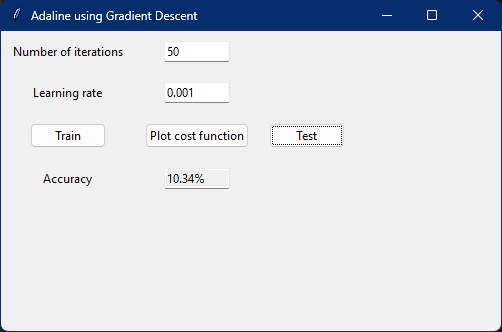 Adaline using Gradient Descent
Number of iterations 50
Learning rate 0.001
Train Plot cost function Test
Accuracy 10.34%